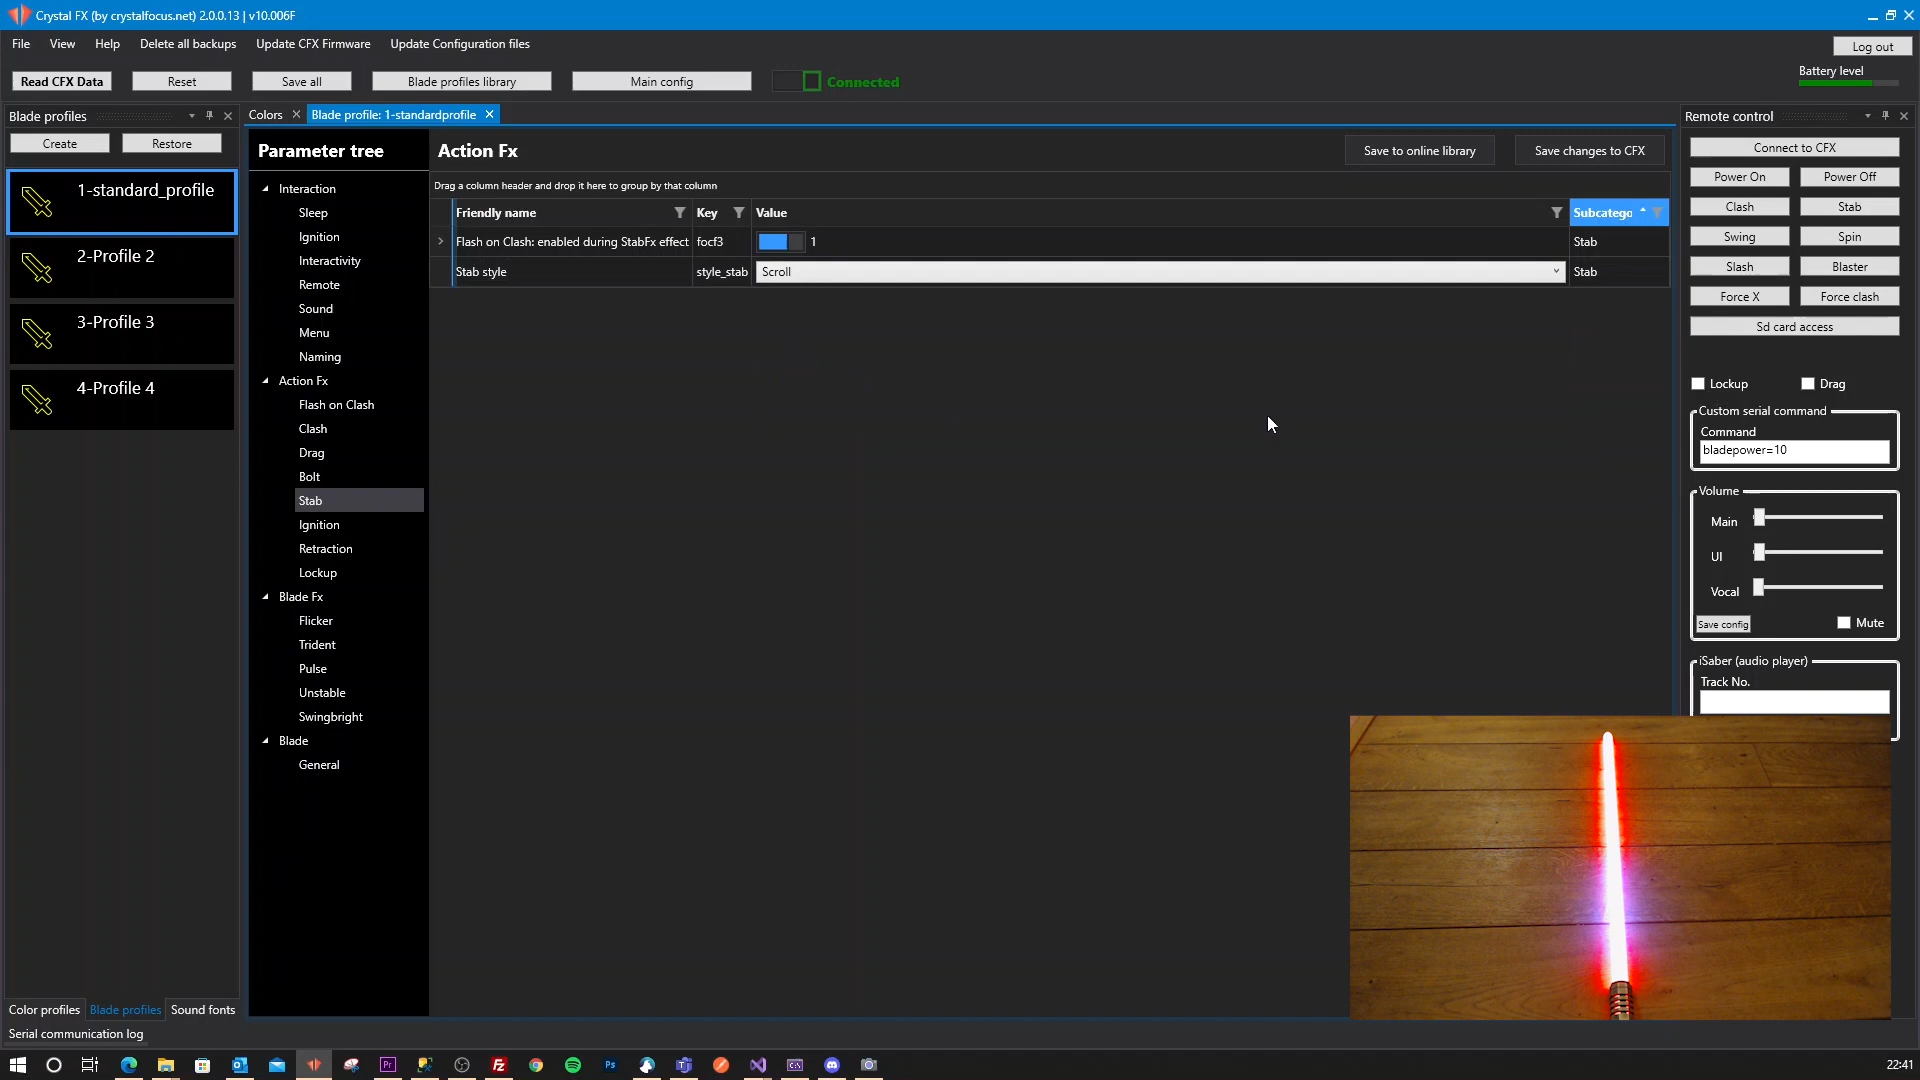 Crystal FX (by crystalfocus.net) 2.0.0.13 | v10.006F
File View Help Delete all backups Update CFX Firmware Update Configuration files
Log out
Read CFX Data Reset Save all Blade profiles library Main config Connected
Battery level
Blade profiles
Create Restore
1-standard_profile
2-Profile 2
3-Profile 3
4-Profile 4
Color profiles Blade profiles Sound fonts
Serial communication log
Colors Blade profile: 1-standardprofile
Parameter tree
Interaction
Sleep
Ignition
Interactivity
Remote
Sound
Menu
Naming
Action Fx
Flash on Clash
Clash
Drag
Bolt
Stab
Ignition
Retraction
Lockup
Blade Fx
Flicker
Trident
Pulse
Unstable
Swingbright
Blade
General
Action Fx
Save to online library Save changes to CFX
Drag a column header and drop it here to group by that column
Friendly name Key Value Subcatego
Flash on Clash: enabled during StabFx effect focf3 1 Stab
Stab style style_stab Scroll Stab
Remote control
Connect to CFX
Power On Power Off
Clash Stab
Swing Spin
Slash Blaster
Force X Force clash
Sd card access
Lockup Drag
Custom serial command
Command
bladepower=10
Volume
Main
UI
Vocal
Save config Mute
iSaber (audio player)
Track No.
Pr Fz Ps
22:41